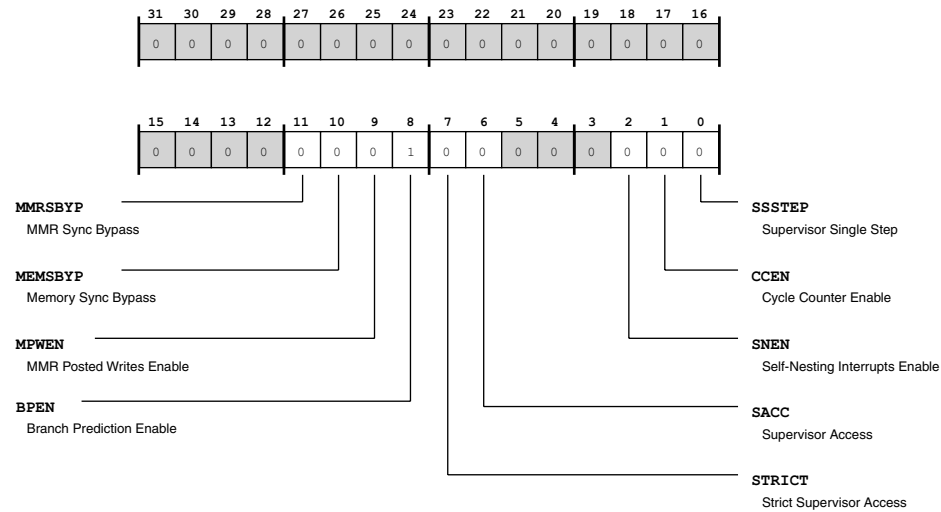 31 30 29 28 27 26 25 24 23 22 21 20 19 18 17 16
0 0 0 0 0 0 0 0 0 0 0 0 0 0 0 0
15 14 13 12 11 10 9 8 7 6 5 4 3 2 1 0
0 0 0 0 0 0 0 1 0 0 0 0 0 0 0 0
MMRSBYP
MMR Sync Bypass
MEMSBYP
Memory Sync Bypass
MPWEN
MMR Posted Writes Enable
BPEN
Branch Prediction Enable
SSSTEP
Supervisor Single Step
CCEN
Cycle Counter Enable
SNEN
Self-Nesting Interrupts Enable
SACC
Supervisor Access
STRICT
Strict Supervisor Access